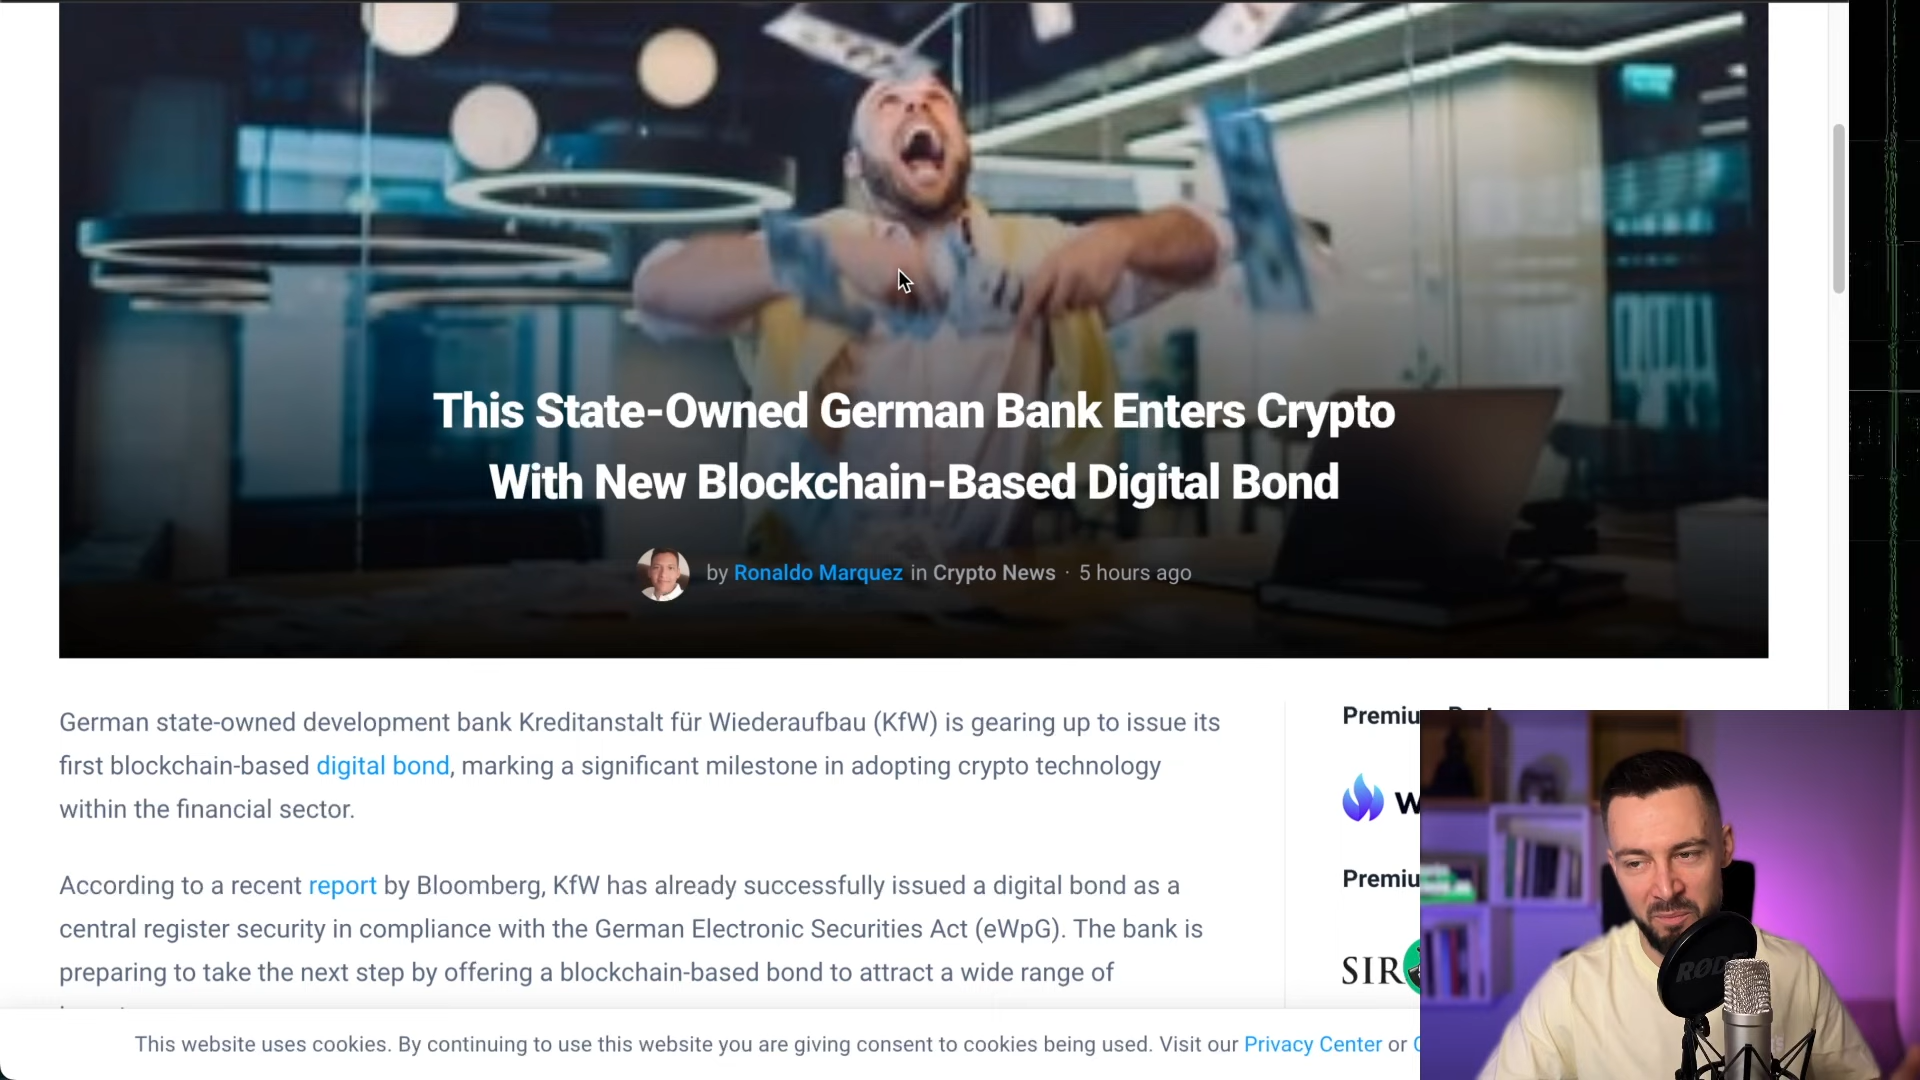 This State-Owned German Bank Enters Crypto
With New Blockchain-Based Digital Bond
by Ronaldo Marquez in Crypto News · 5 hours ago
German state-owned development bank Kreditanstalt für Wiederaufbau (KfW) is gearing up to issue its
first blockchain-based digital bond, marking a significant milestone in adopting crypto technology
within the financial sector.
According to a recent report by Bloomberg, KfW has already successfully issued a digital bond as a
central register security in compliance with the German Electronic Securities Act (eWpG). The bank is
preparing to take the next step by offering a blockchain-based bond to attract a wide range of
Premiu
W
Premiu
SIR
RØDE
This website uses cookies. By continuing to use this website you are giving consent to cookies being used. Visit our Privacy Center or